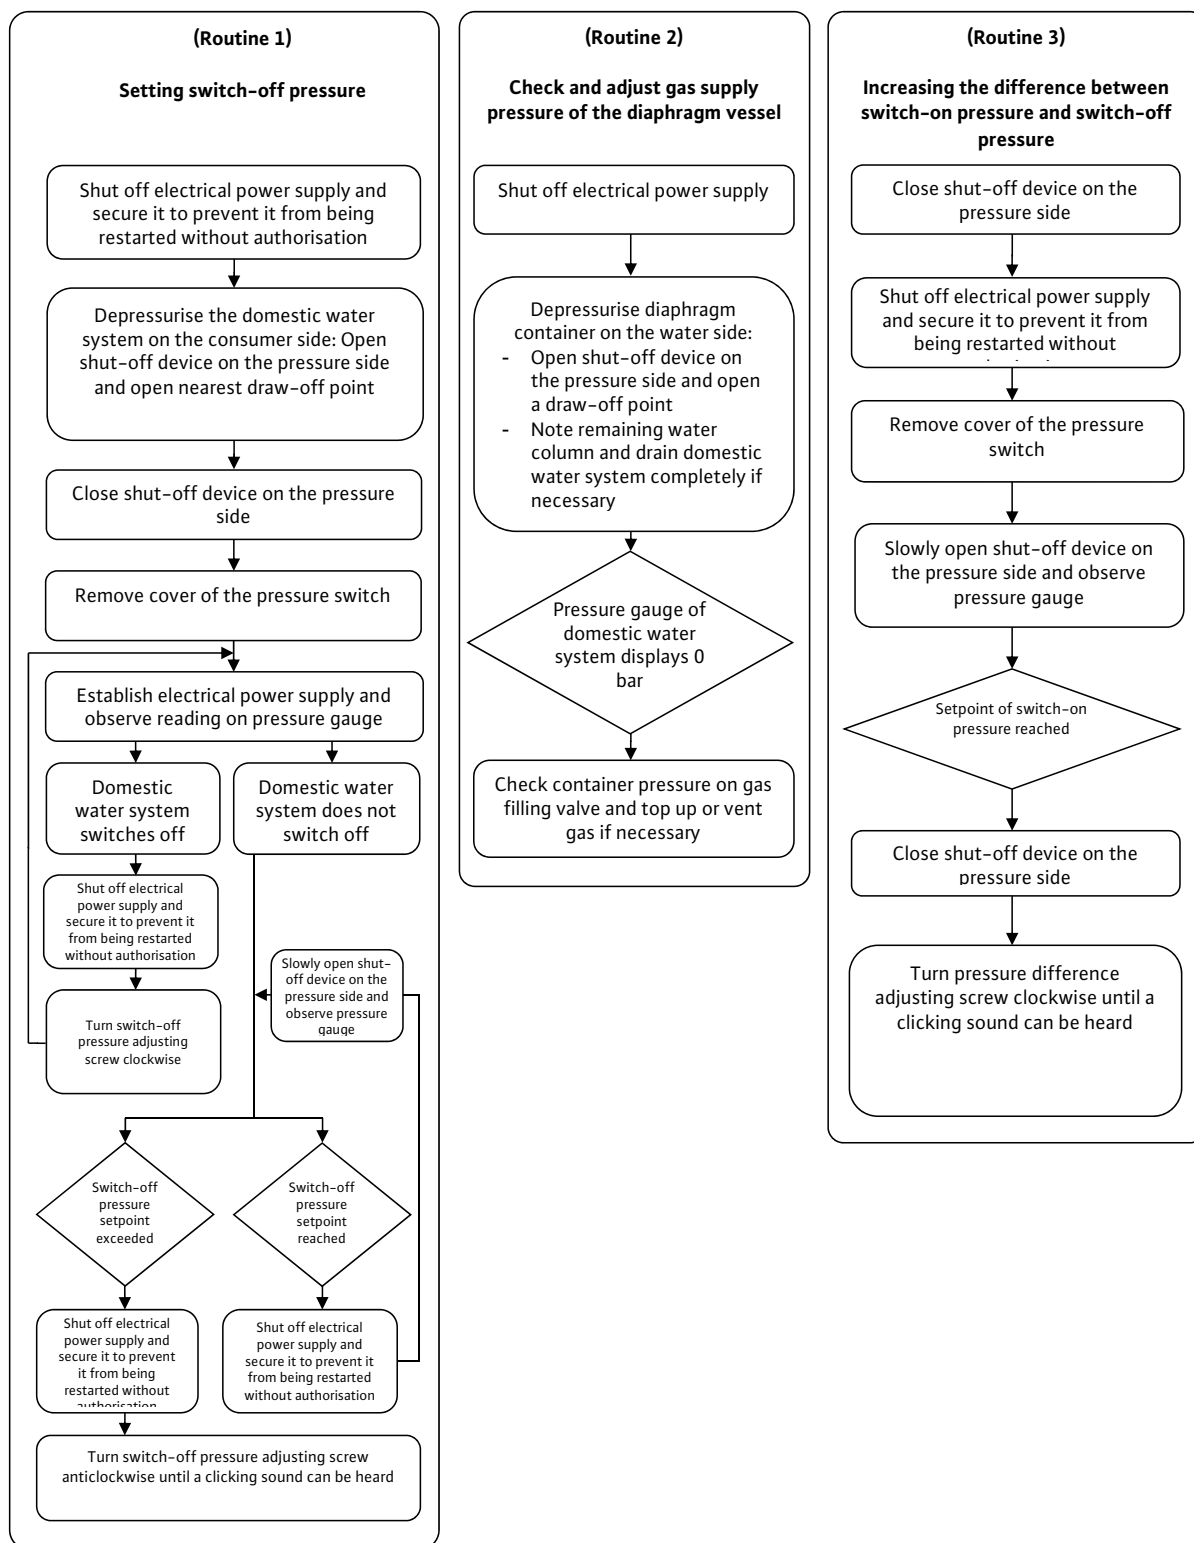 (Routine 1)
Setting switch-off pressure
Shut off electrical power supply and
secure it to prevent it from being
restarted without authorisation
Depressurise the domestic water
system on the consumer side: Open
shut-off device on the pressure side
and open nearest draw-off point
Close shut-off device on the pressure
side
Remove cover of the pressure switch
Establish electrical power supply and
observe reading on pressure gauge
Domestic
water system
switches off
Domestic water
system does not
switch off
Shut off electrical
power supply and
secure it to prevent it
from being restarted
without authorisation
Turn switch-off
pressure adjusting
screw clockwise
Slowly open shut-
off device on the
pressure side and
observe pressure
gauge
Switch-off
pressure
setpoint
exceeded
Switch-off
pressure
setpoint
reached
Shut off electrical
power supply and
secure it to prevent
it from being
restarted without
authorisation
Shut off electrical
power supply and
secure it to prevent it
from being restarted
without authorisation
Turn switch-off pressure adjusting screw
anticlockwise until a clicking sound can be heard
(Routine 2)
Check and adjust gas supply
pressure of the diaphragm vessel
Shut off electrical power supply
Depressurise diaphragm
container on the water side:
- Open shut-off device on
the pressure side and open
a draw-off point
- Note remaining water
column and drain domestic
water system completely if
necessary
Pressure gauge of
domestic water
system displays 0
bar
Check container pressure on gas
filling valve and top up or vent
gas if necessary
(Routine 3)
Increasing the difference between
switch-on pressure and switch-off
pressure
Close shut-off device on the
pressure side
Shut off electrical power supply
and secure it to prevent it from
being restarted without
Remove cover of the pressure
switch
Slowly open shut-off device on
the pressure side and observe
pressure gauge
Setpoint of switch-on
pressure reached
Close shut-off device on the
pressure side
Turn pressure difference
adjusting screw clockwise until a
clicking sound can be heard